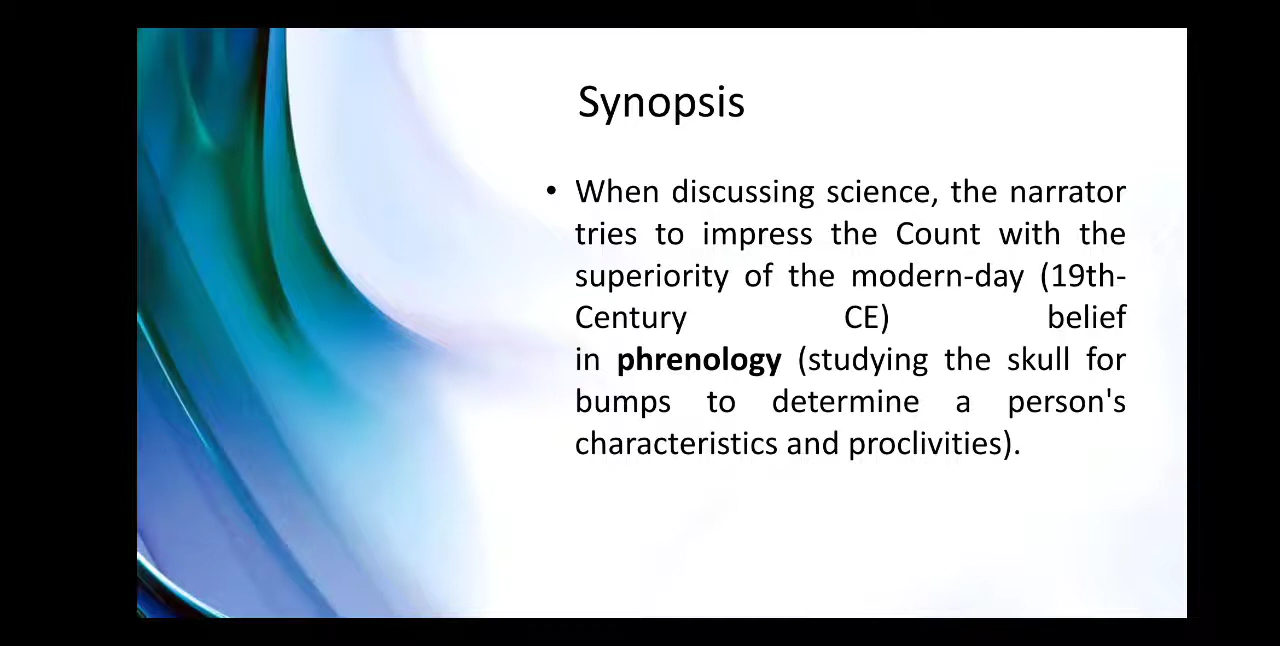 Synopsis
• When discussing science, the narrator
tries to impress the Count with the
superiority of the modern-day (19th-
Century CE) belief
in phrenology (studying the skull for
bumps to determine a person's
characteristics and proclivities).